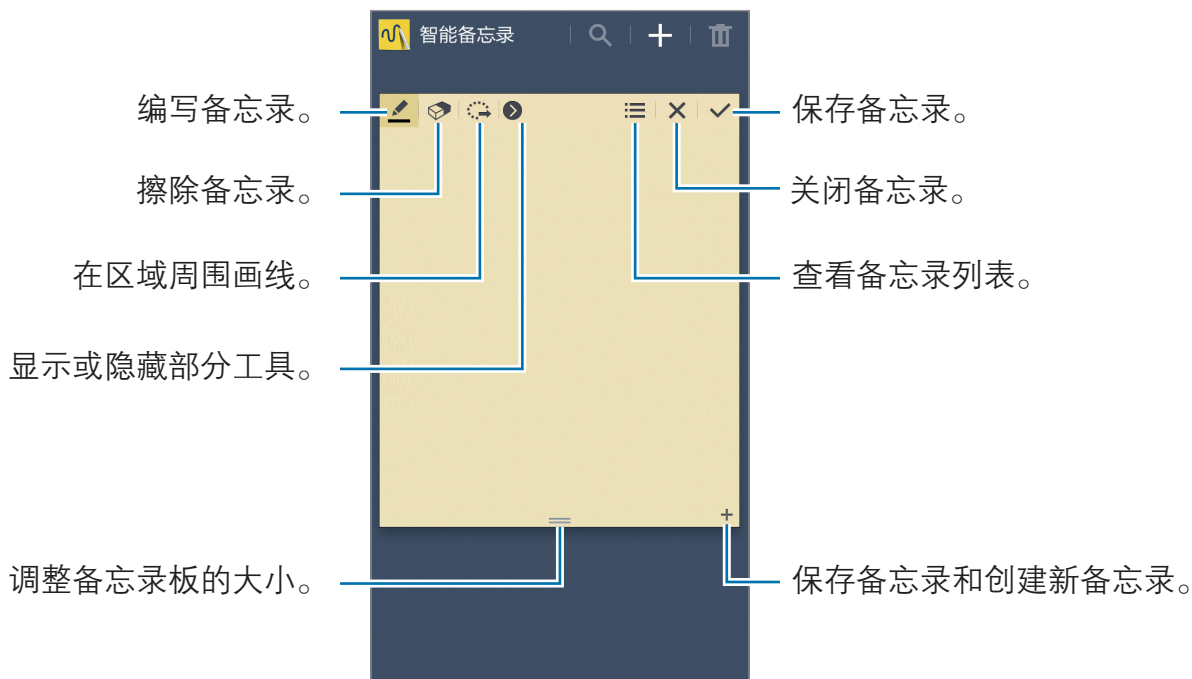 智能备忘录
编写备忘录。
保存备忘录。
擦除备忘录。
关闭备忘录。
在区域周围画线。
查看备忘录列表。
显示或隐藏部分工具。
调整备忘录板的大小。
保存备忘录和创建新备忘录。